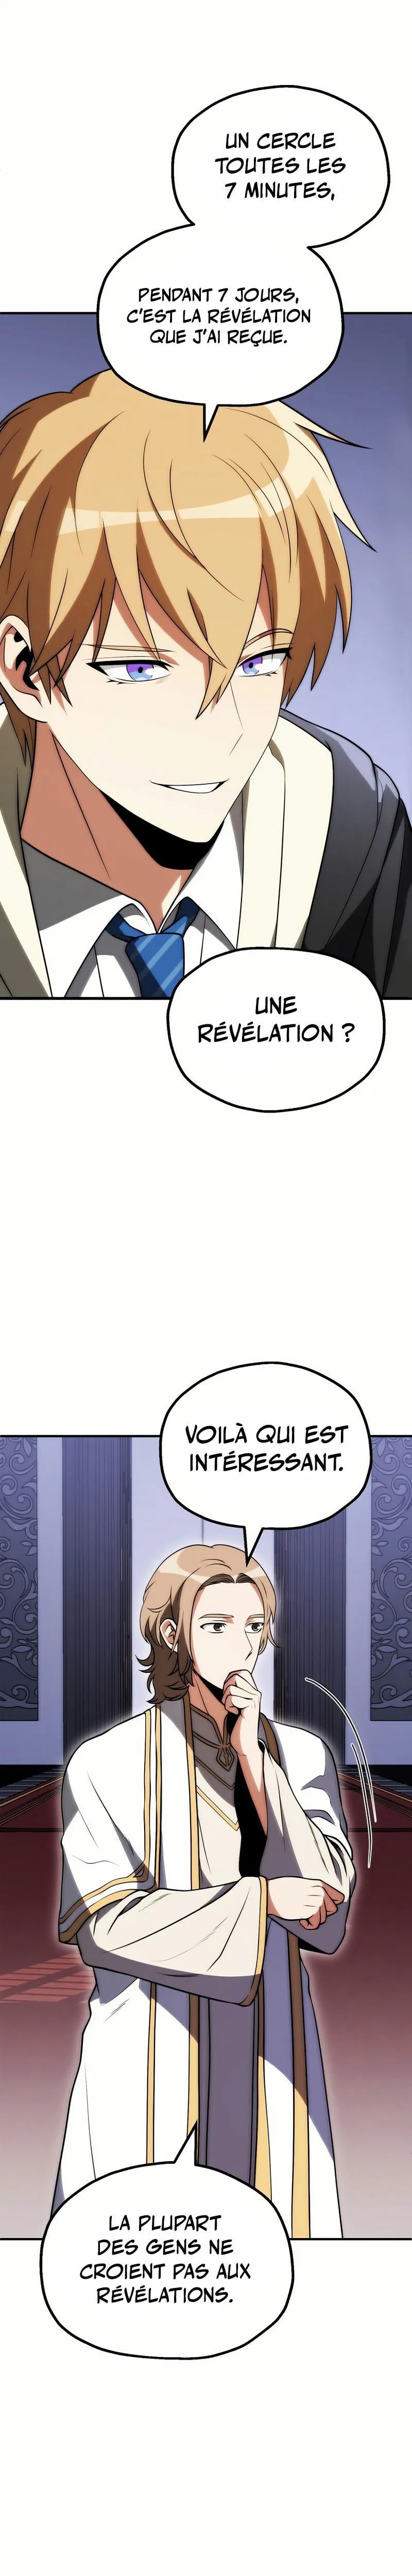 UN CERCLE
TOUTES LES
7 MINUTES,
PENDANT 7 JOURS,
C'EST LA RÉVÉLATION
QUE J'AI REÇUE.
UNE
RÉVÉLATION ?
VOILÀ QUI EST
INTÉRESSANT.
LA PLUPART
DES GENS NE
CROIENT PAS AUX
RÉVÉLATIONS.